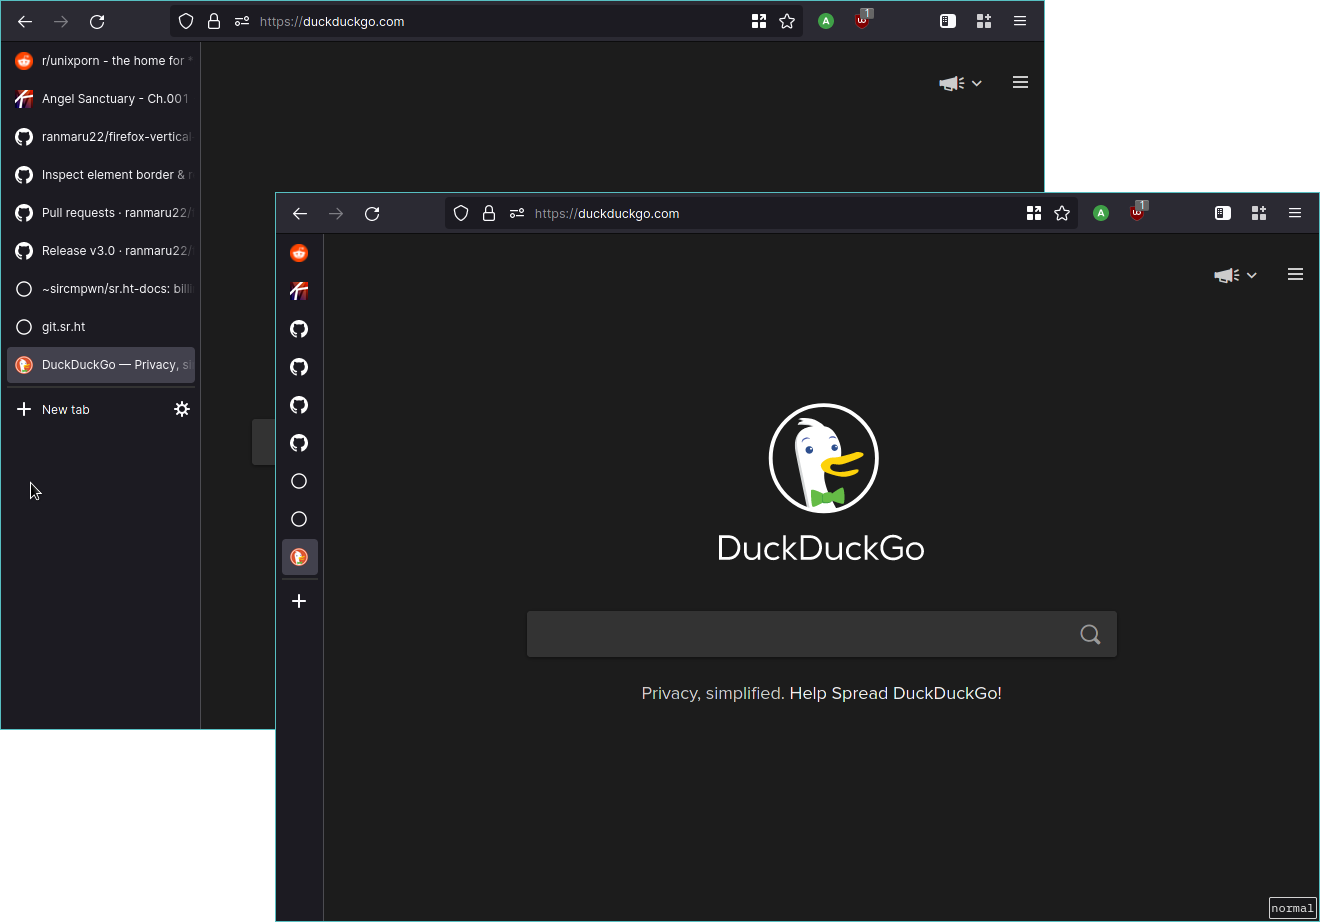 https://duckduckgo.com
1
r/unixporn - the home for
Angel Sanctuary - Ch.001
ranmaru22/firefox-vertical
Inspect element border &
Pull requests · ranmaru22/
Release v3.0 · ranmaru22/
~sircmpwn/sr.ht-docs: billi
git.sr.ht
DuckDuckGo — Privacy, si
New tab
https://duckduckgo.com
A
1
DuckDuckGo
Privacy, simplified. Help Spread DuckDuckGo!
normal